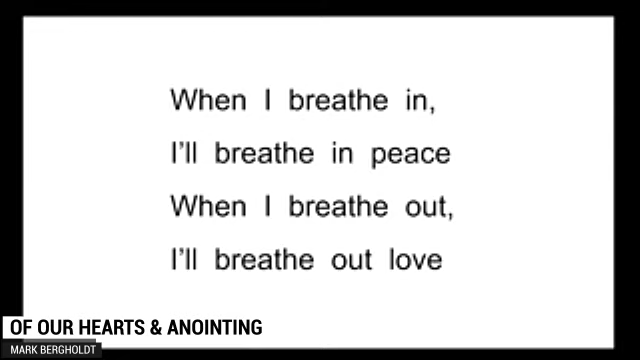 When I breathe in,
I'll breathe in peace
When I breathe out,
I'll breathe out love
OF OUR HEARTS & ANOINTING
MARK BERGHOLDT